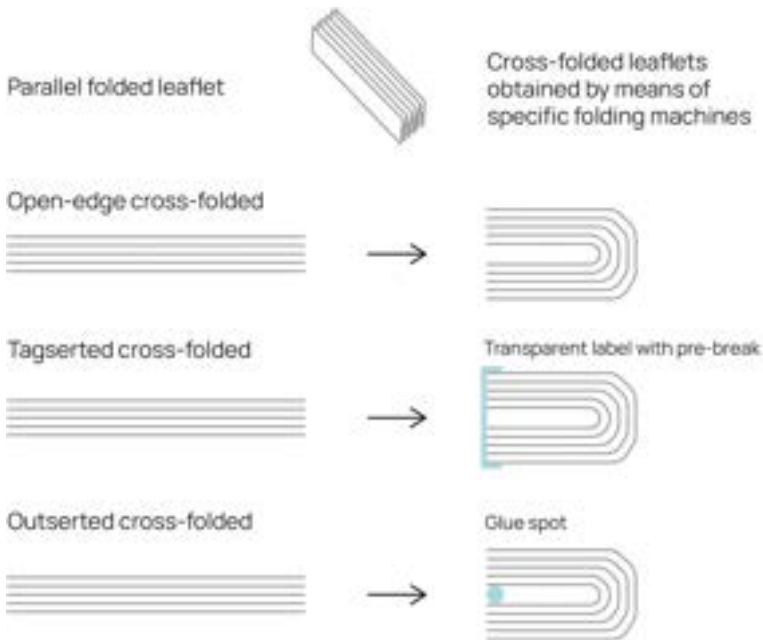 Parallel folded leaflet
Cross-folded leaflets
obtained by means of
specific folding machines
Open-edge cross-folded
Tagserted cross-folded
Transparent label with pre-break
Outserted cross-folded
Glue spot